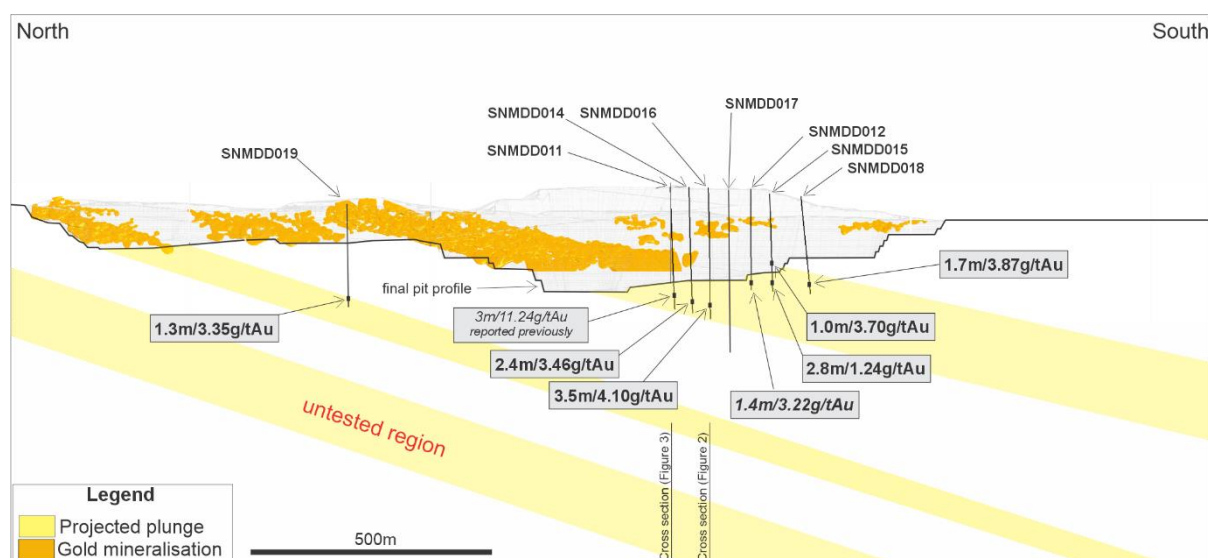 North
South
SNMDD017
SNMDD014
SNMDD016
SNMDD012
SNMDD019
SNMDD011
SNMDD015
SNMDD018
final pit profile
1.7m/3.87g/tAu
1.3m/3.35g/tAu
3m/11.24g/tAu
reported previously
1.0m/3.70g/tAu
2.4m/3.46g/tAu
2.8m/1.24g/tAu
3.5m/4.10g/tAu
1.4m/3.22g/tAu
untested region
Cross section (Figure 3)
Cross section (Figure 2)
Legend
Projected plunge
Gold mineralisation
500m